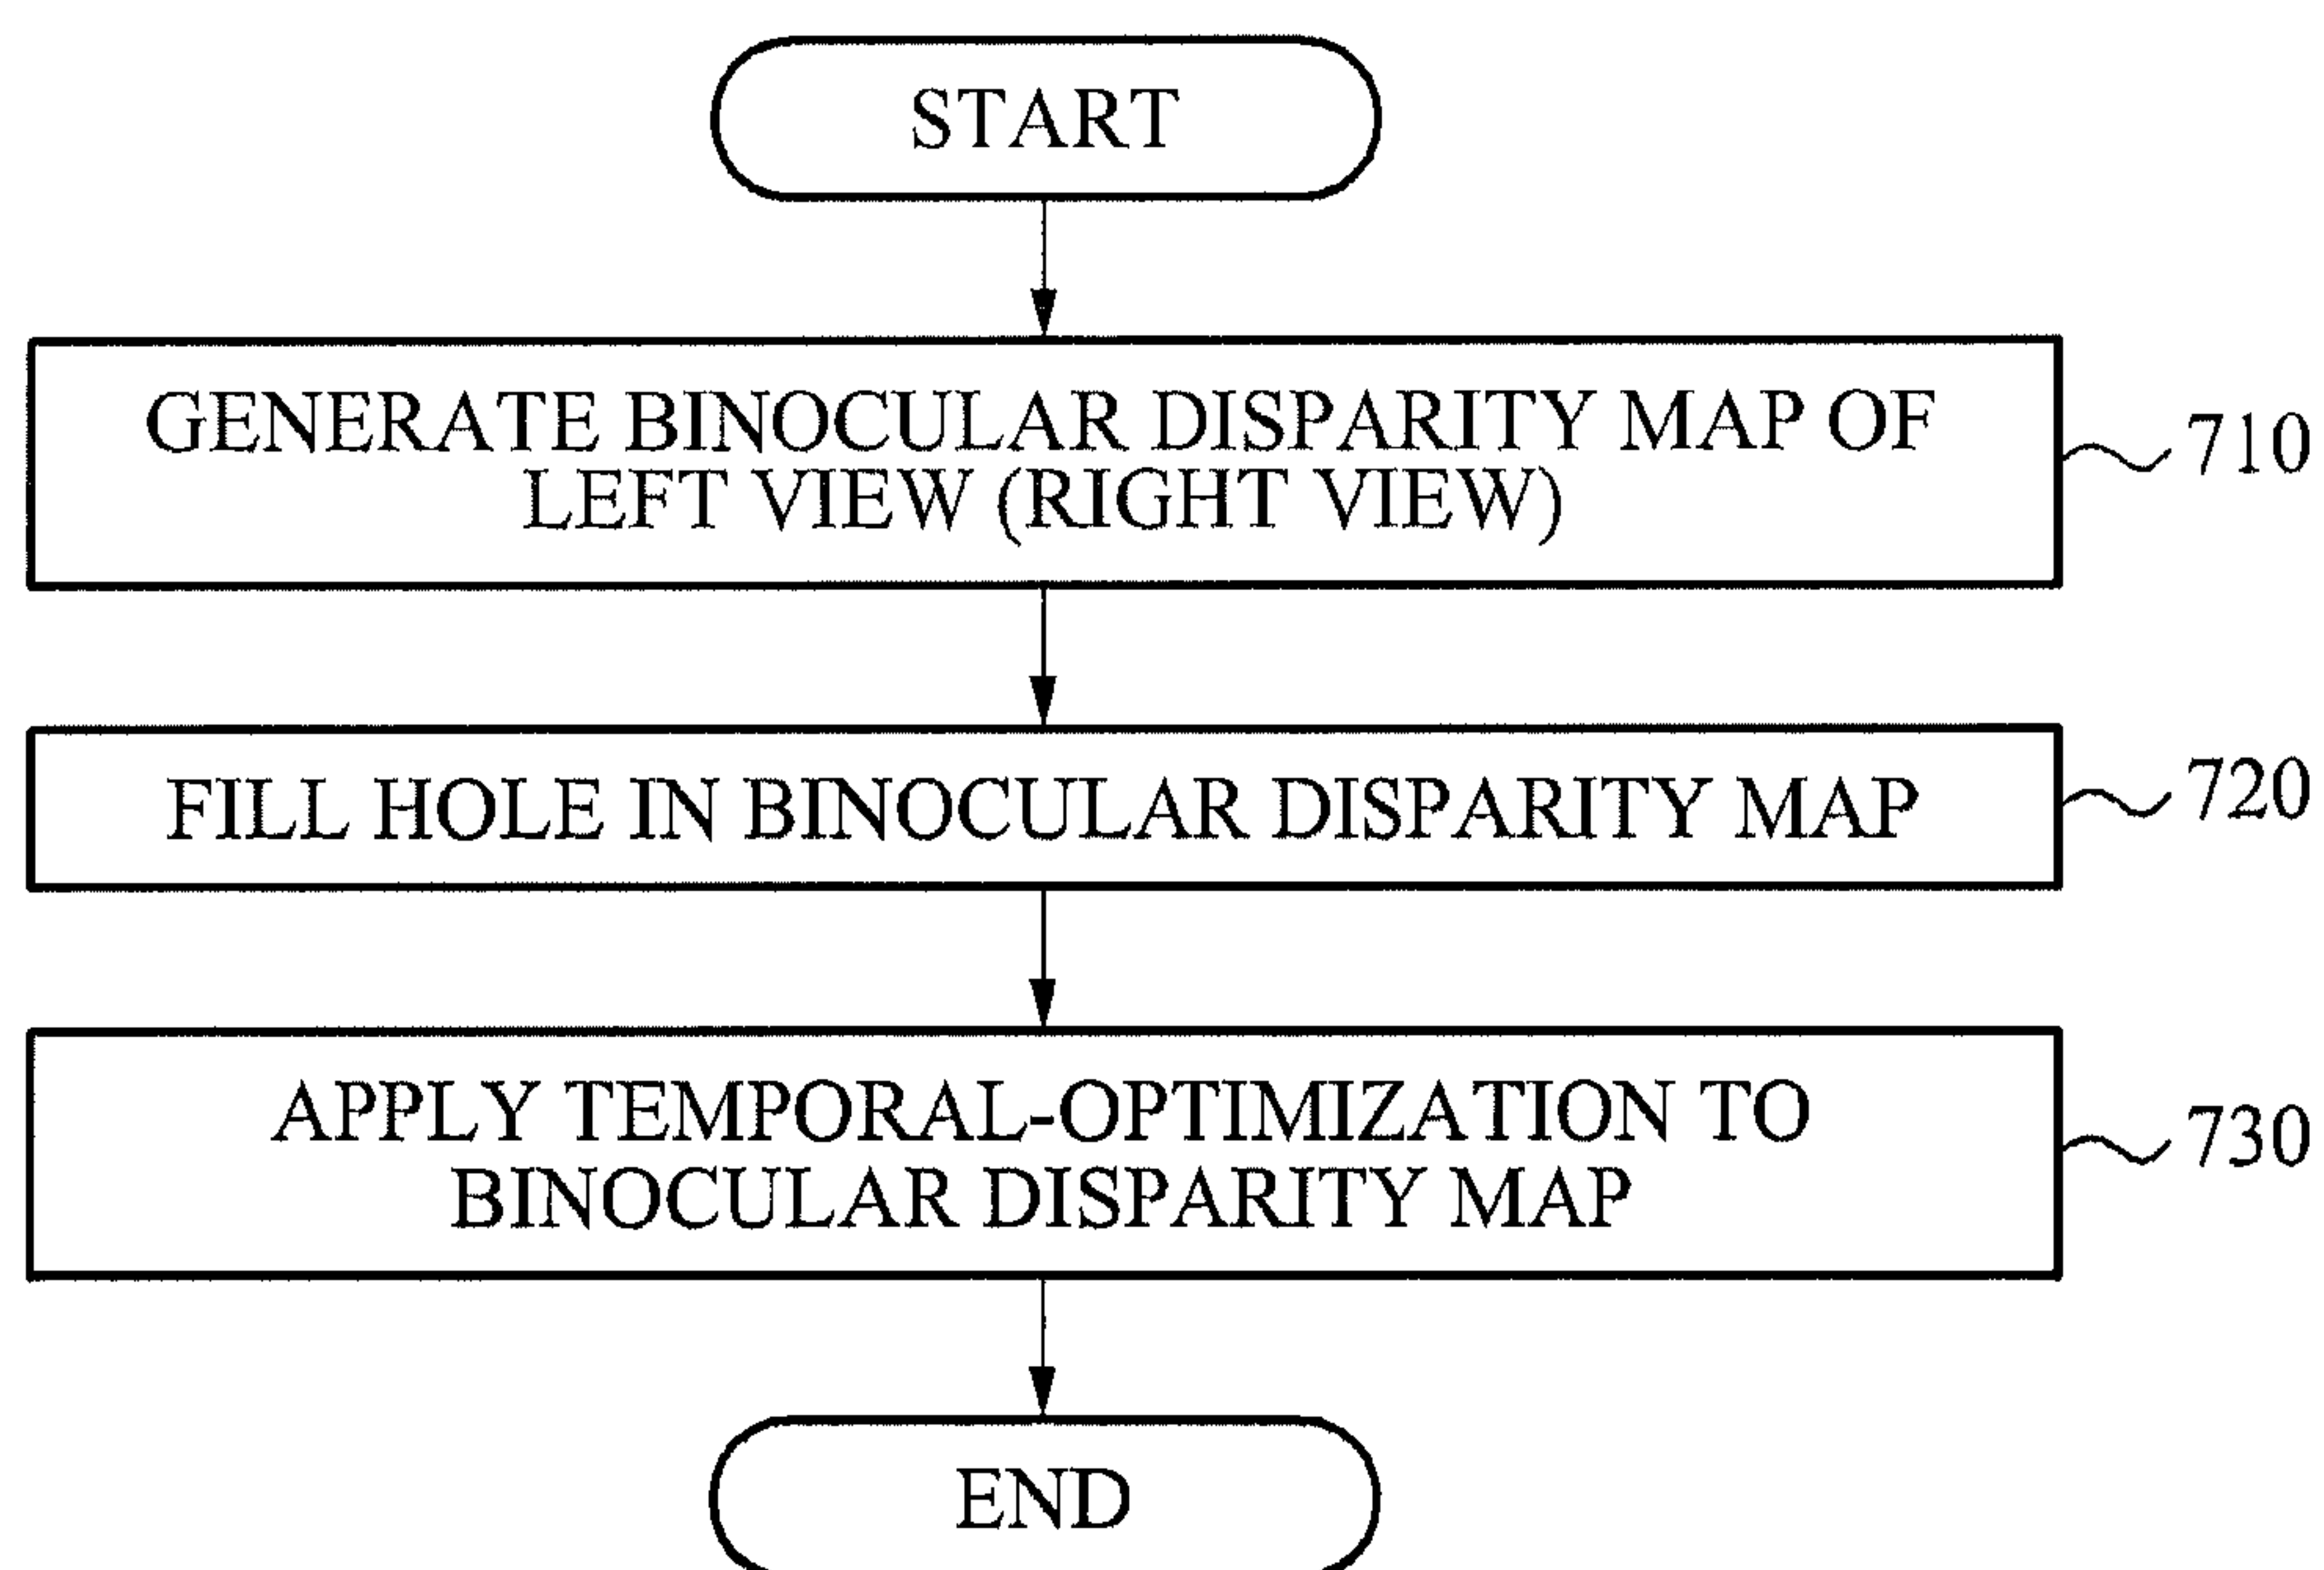 START
GENERATE BINOCULAR DISPARITY MAP OF
LEFT VIEW (RIGHT VIEW)
710
FILL HOLE IN BINOCULAR DISPARITY MAP
720
APPLY TEMPORAL-OPTIMIZATION TO
BINOCULAR DISPARITY MAP
730
END